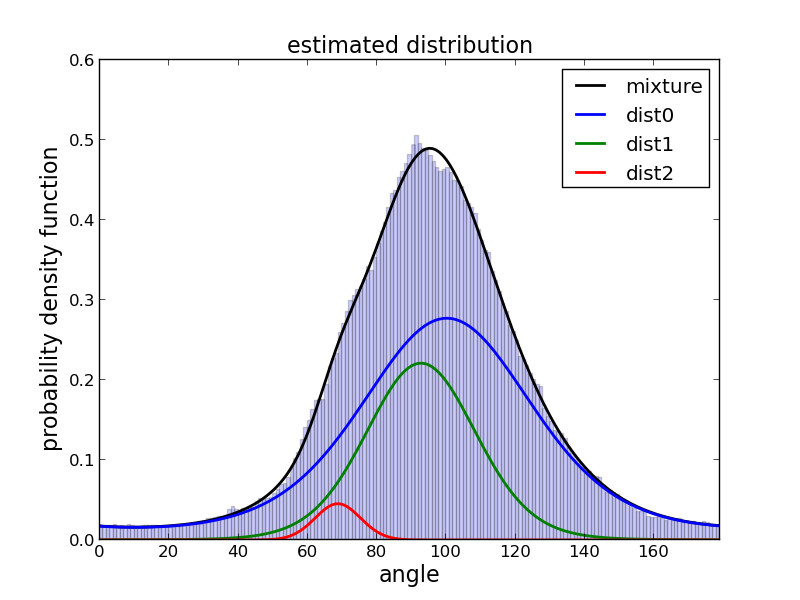 estimated distribution
probability density function
0.6
0.5
0.4
0.3
0.2
0.1
0.0
mixture
dist0
dist1
dist2
0 20 40 60 80 100 120 140 160
angle